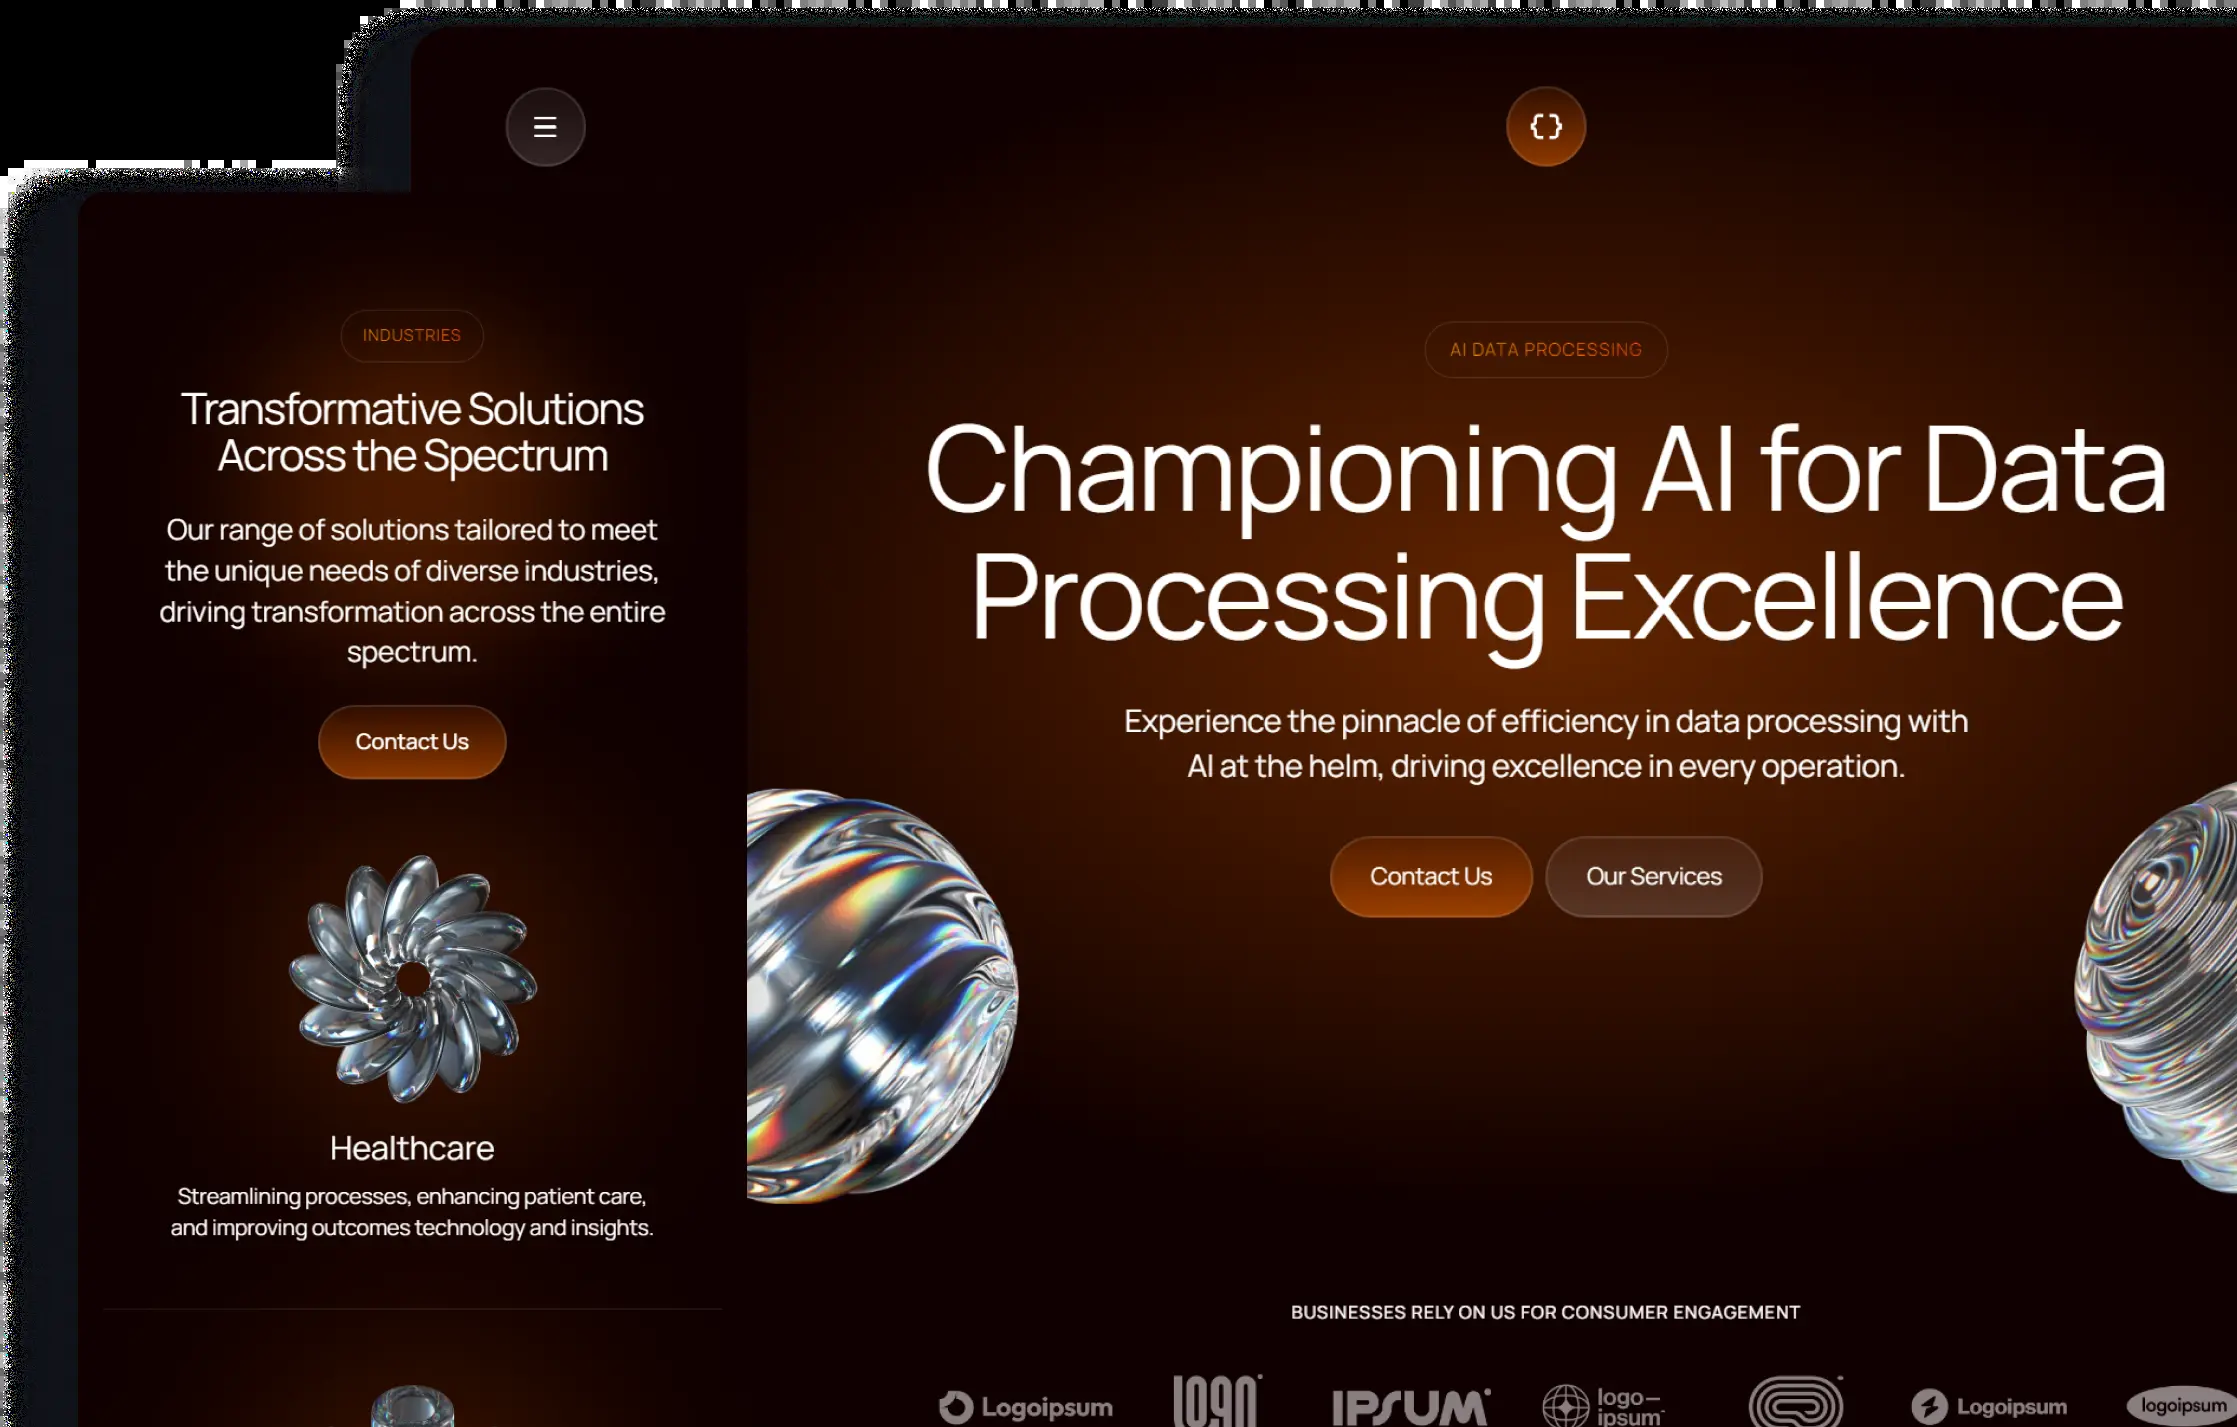 INDUSTRIES
Transformative Solutions
Across the Spectrum
Our range of solutions tailored to meet
the unique needs of diverse industries,
driving transformation across the entire
spectrum.
Contact Us
Healthcare
Streamlining processes, enhancing patient care,
and improving outcomes technology and insights.
{}
AI DATA PROCESSING
Championing AI for Data
Processing Excellence
Experience the pinnacle of efficiency in data processing with
AI at the helm, driving excellence in every operation.
Contact Us
Our Services
BUSINESSES RELY ON US FOR CONSUMER ENGAGEMENT
Logoipsum
IPSUM
logo—
ipsum
Logoipsum
logoipsum